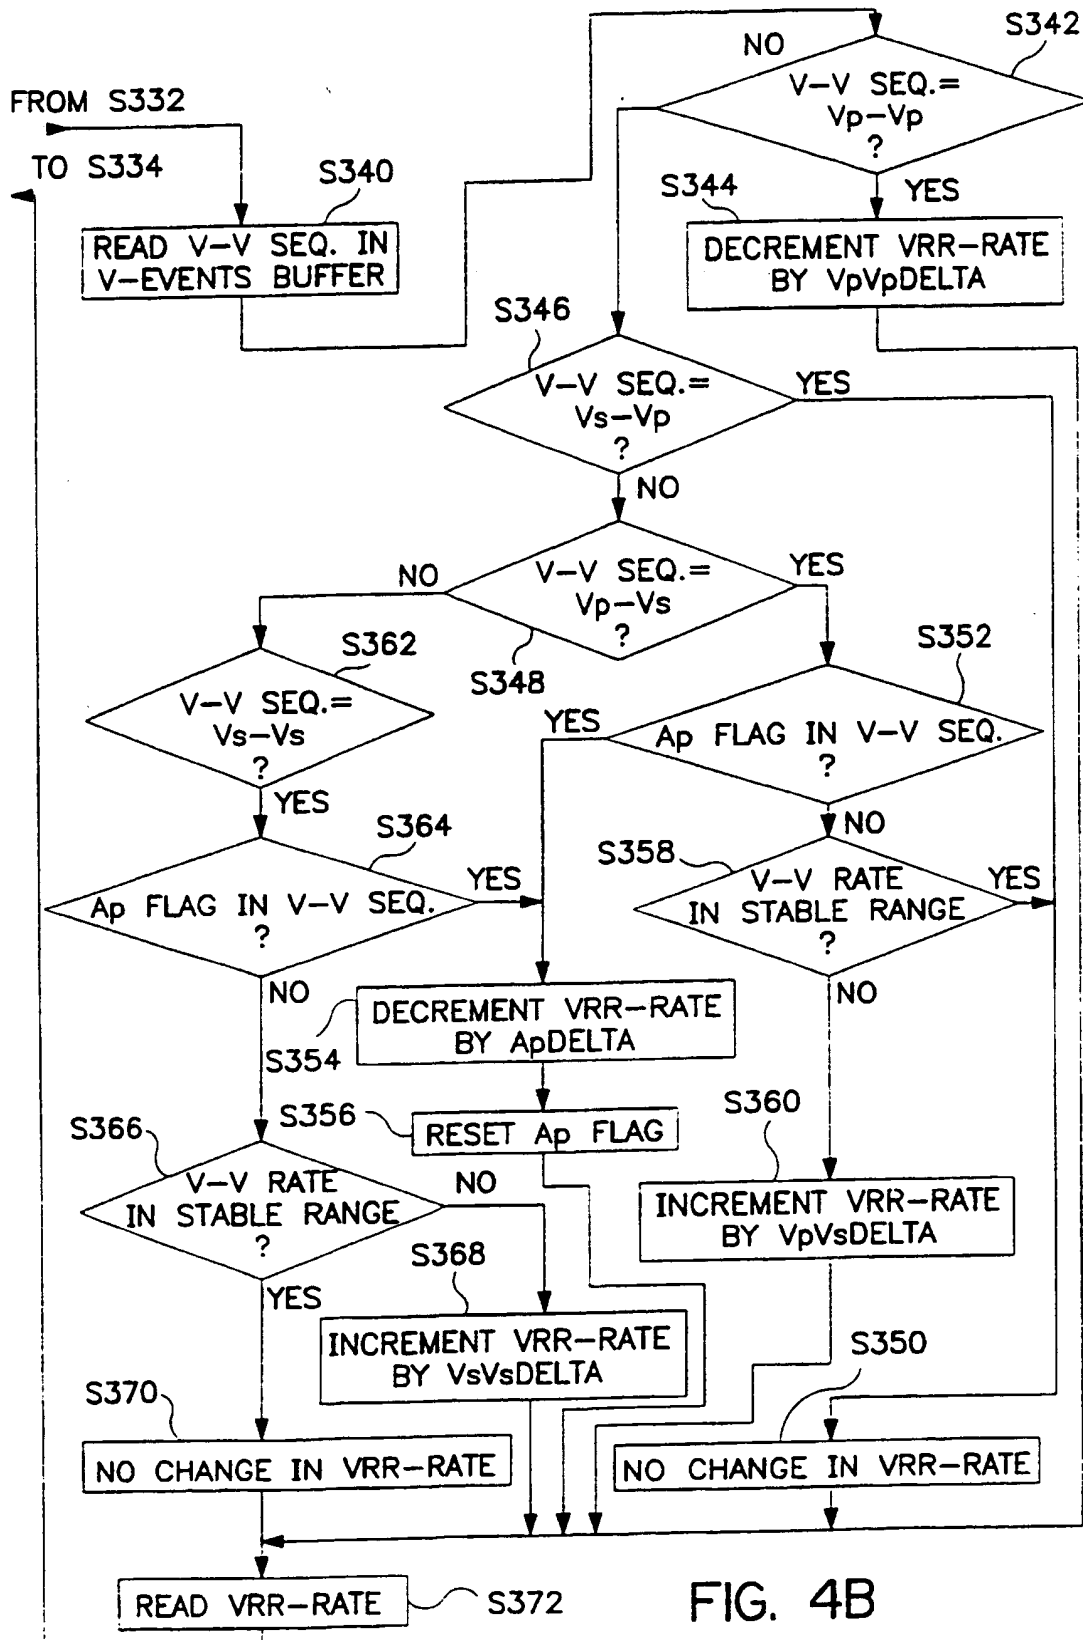 S342
NO
V-V SEQ.=
Vp-Vp
?
FROM S332
TO S334
S340
READ V-V SEQ. IN
V-EVENTS BUFFER
S344
YES
DECREMENT VRR-RATE
BY VpVpDELTA
S346
V-V SEQ.=
Vs-Vp
?
YES
NO
V-V SEQ.=
Vp-Vs
?
NO
YES
S348
S362
V-V SEQ.=
Vs-Vs
?
YES
S352
Ap FLAG IN V-V SEQ.
?
YES
NO
S364
Ap FLAG IN V-V SEQ.
?
YES
NO
S358
V-V RATE
IN STABLE RANGE
?
YES
NO
DECREMENT VRR-RATE
BY ApDELTA
S354
S356
RESET Ap FLAG
S360
INCREMENT VRR-RATE
BY VpVsDELTA
S366
V-V RATE
IN STABLE RANGE
?
NO
YES
S368
INCREMENT VRR-RATE
BY VsVsDELTA
S350
NO CHANGE IN VRR-RATE
S370
NO CHANGE IN VRR-RATE
READ VRR-RATE
S372
FIG. 4B